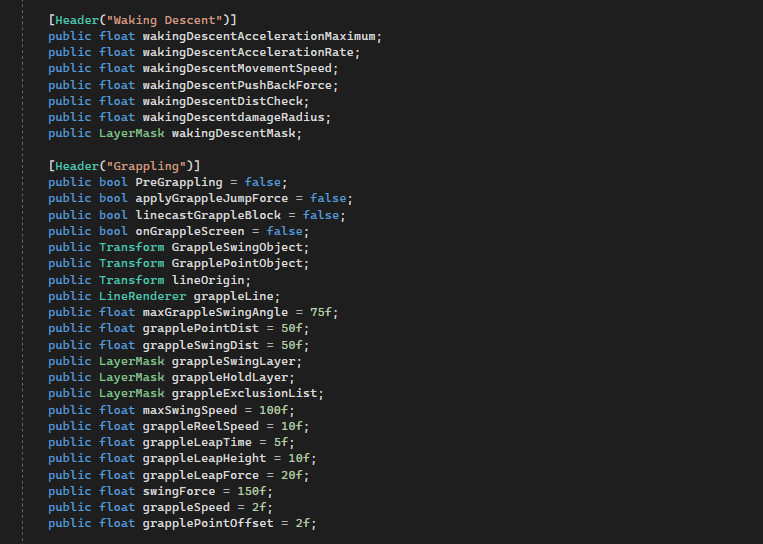 [Header("Waking Descent")]
public float wakingDescentAccelerationMaximum;
public float wakingDescentAccelerationRate;
public float wakingDescentMovementSpeed;
public float wakingDescentPushBackForce;
public float wakingDescentDistCheck;
public float wakingDescentdamageRadius;
public LayerMask wakingDescentMask;
[Header("Grappling")]
public bool PreGrappling = false;
public bool applyGrappleJumpForce = false;
public bool linecastGrappleBlock = false;
public bool onGrappleScreen = false;
public Transform GrappleSwingObject;
public Transform GrapplePointObject;
public Transform lineOrigin;
public LineRenderer grappleLine;
public float maxGrappleSwingAngle = 75f;
public float grapplePointDist = 50f;
public float grappleSwingDist = 50f;
public LayerMask grappleSwingLayer;
public LayerMask grappleHoldLayer;
public LayerMask grappleExclusionList;
public float maxSwingSpeed = 100f;
public float grappleReelSpeed = 10f;
public float grappleLeapTime = 5f;
public float grappleLeapHeight = 10f;
public float grappleLeapForce = 20f;
public float swingForce = 150f;
public float grappleSpeed = 2f;
public float grapplePointOffset = 2f;